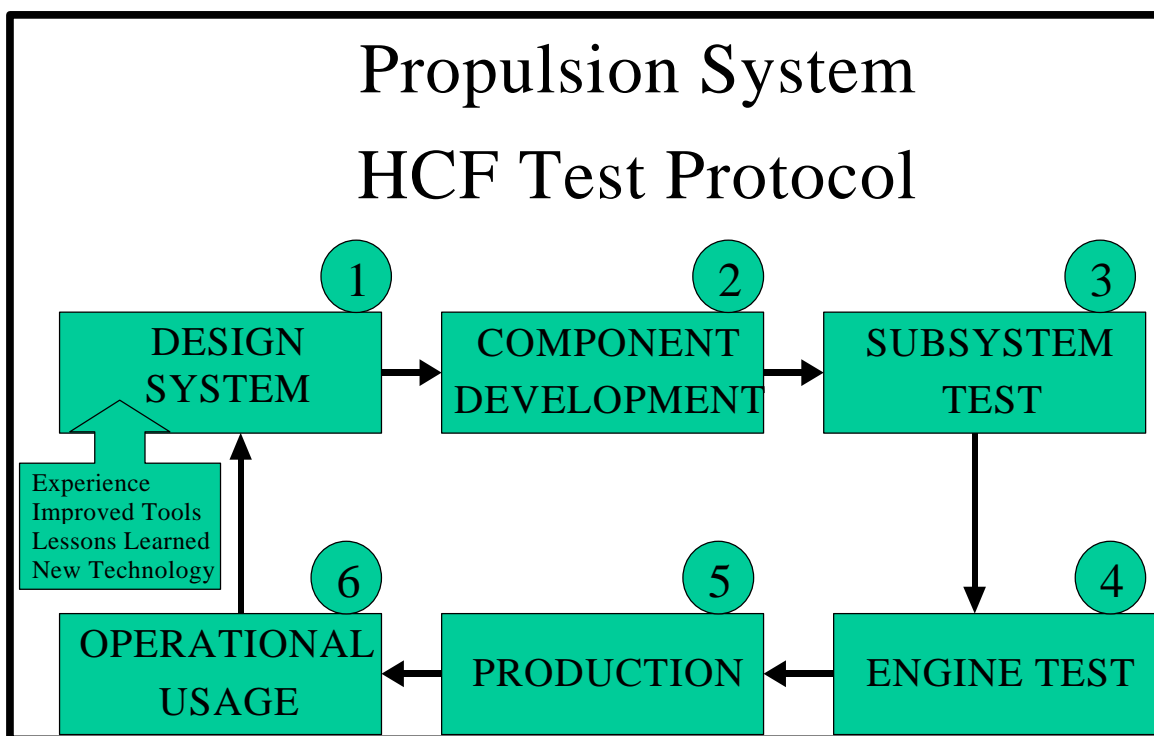 Propulsion System
HCF Test Protocol
1
DESIGN
SYSTEM
2
COMPONENT
DEVELOPMENT
3
SUBSYSTEM
TEST
Experience
Improved Tools
Lessons Learned
New Technology
4
ENGINE TEST
5
PRODUCTION
6
OPERATIONAL
USAGE